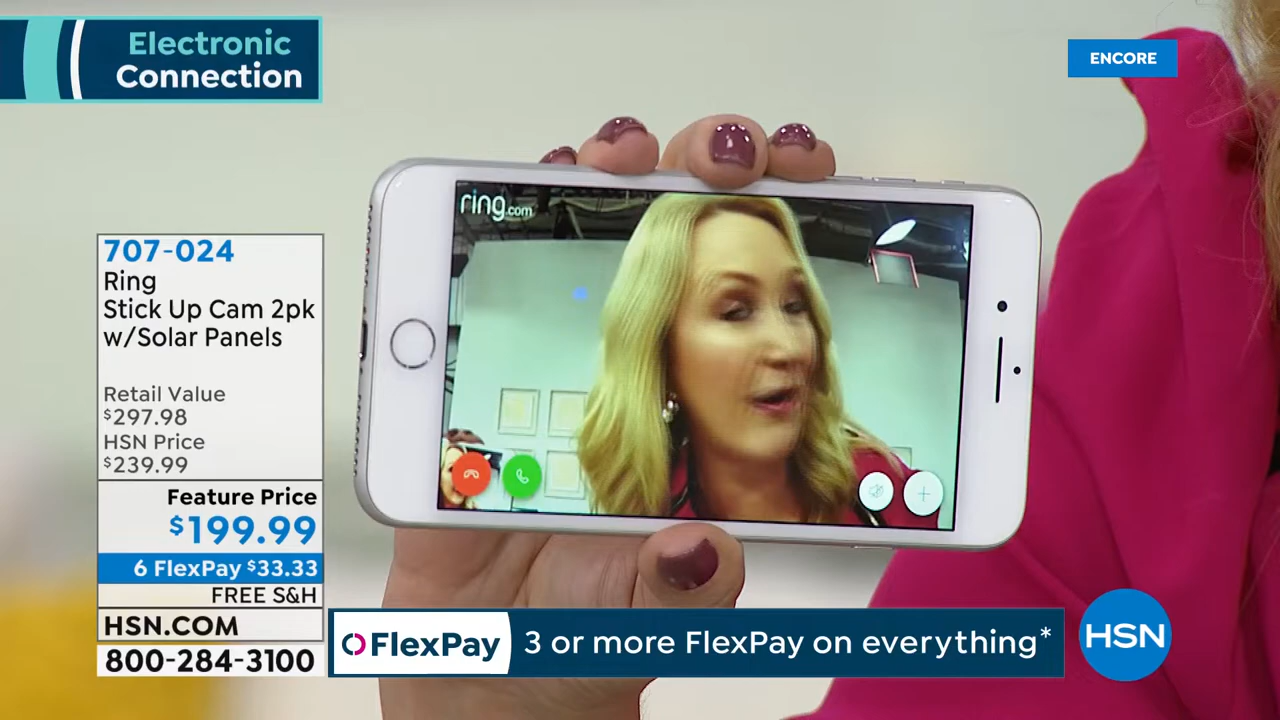 Electronic
Connection
ENCORE
ring.com
707-024
Ring
Stick Up Cam 2pk
w/Solar Panels
Retail Value
$297.98
HSN Price
$239.99
Feature Price
$199.99
6 FlexPay $33.33
FREE S&H
HSN.COM
800-284-3100
FlexPay
3 or more FlexPay on everything*
HSN